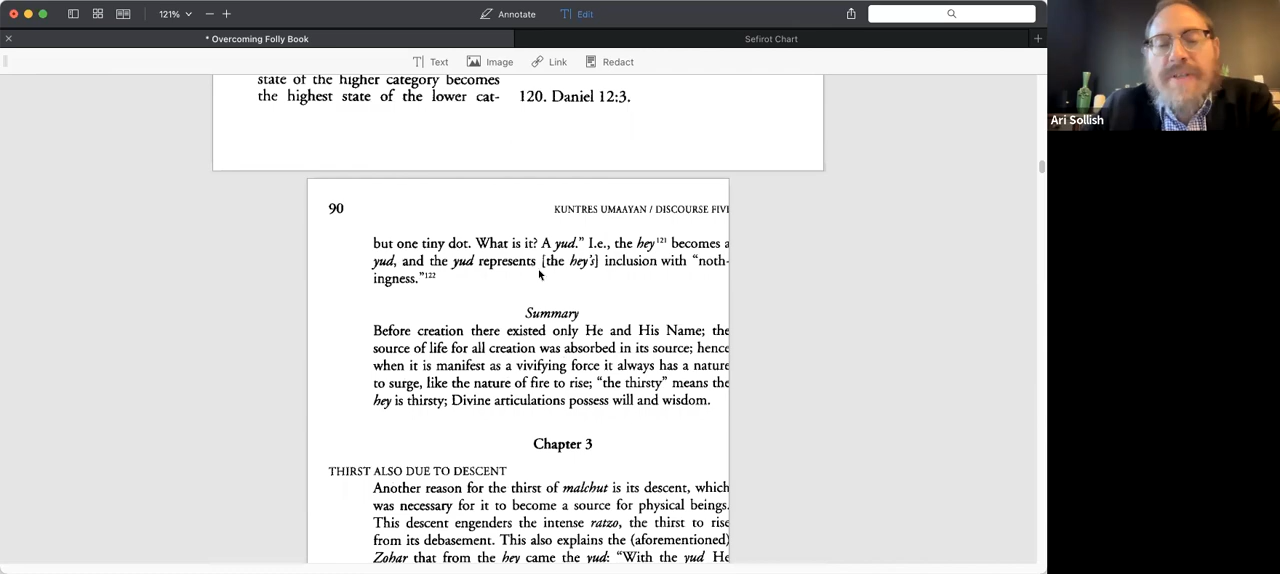 121%
Annotate
Edit
* Overcoming Folly Book
Sefirot Chart
Text
Image
Link
Redact
state of the higher category becomes
the highest state of the lower cat-
120. Daniel 12:3.
90
KUNTRES UMAAYAN / DISCOURSE FIVE
but one tiny dot. What is it? A yud.” I.e., the hey121 becomes a
yud, and the yud represents [the hey’s] inclusion with “noth-
ingness.”122
Summary
Before creation there existed only He and His Name; the
source of life for all creation was absorbed in its source; hence
when it is manifest as a vivifying force it always has a nature
to surge, like the nature of fire to rise; “the thirsty” means the
hey is thirsty; Divine articulations possess will and wisdom.
Chapter 3
THIRST ALSO DUE TO DESCENT
Another reason for the thirst of malchut is its descent, which
was necessary for it to become a source for physical beings.
This descent engenders the intense ratzo, the thirst to rise
from its debasement. This also explains the (aforementioned)
Zohar that from the hey came the yud: “With the yud He
Ari Sollish